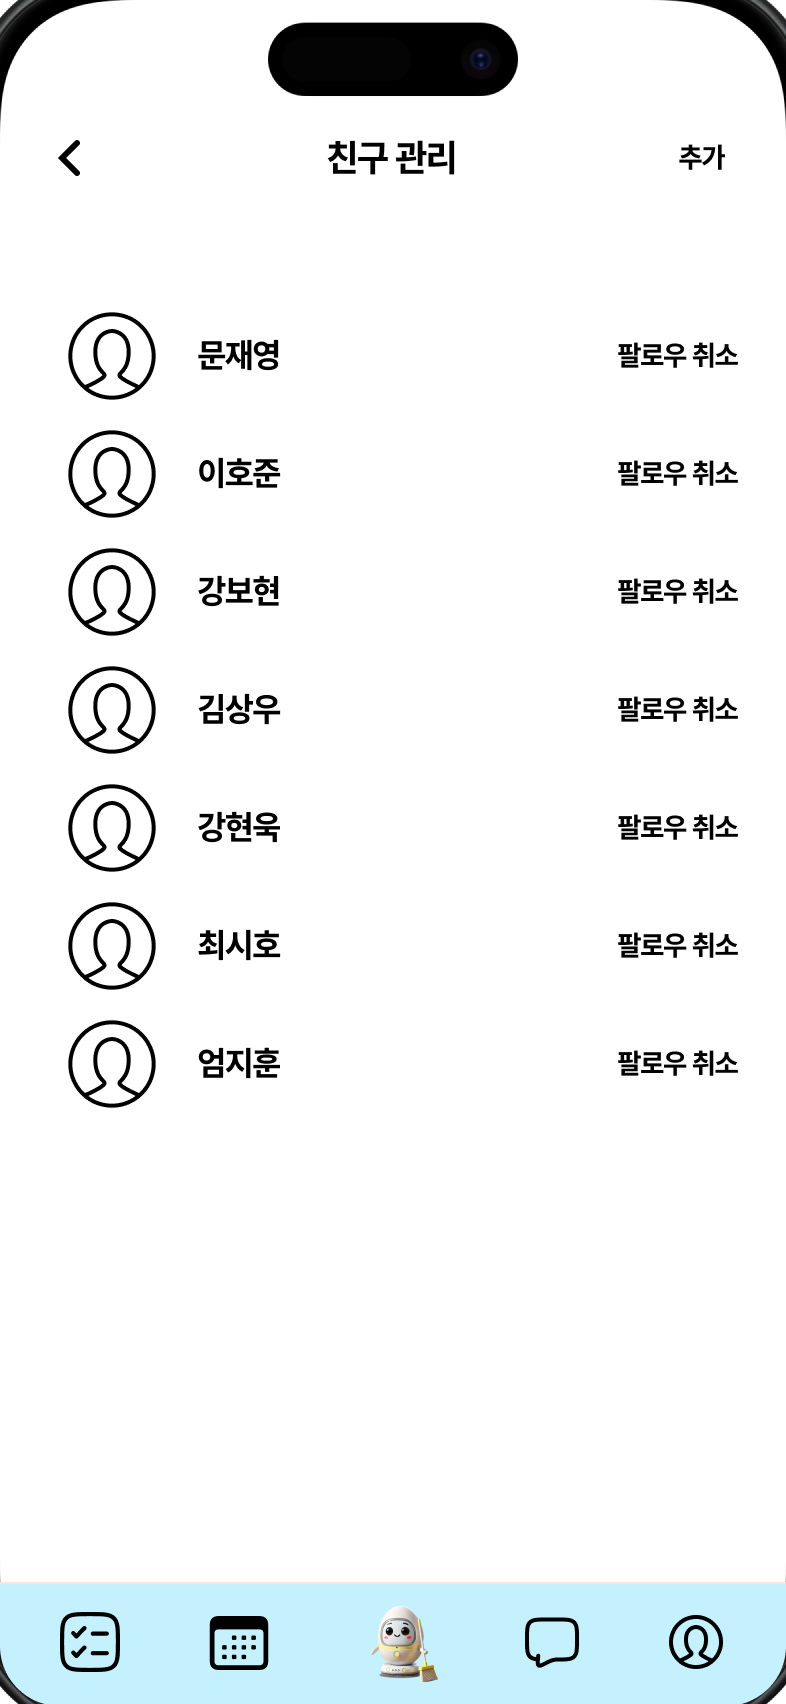 친구 관리 추가
문재영 팔로우 취소
이호준 팔로우 취소
강보현 팔로우 취소
김상우 팔로우 취소
강현욱 팔로우 취소
최시호 팔로우 취소
엄지훈 팔로우 취소